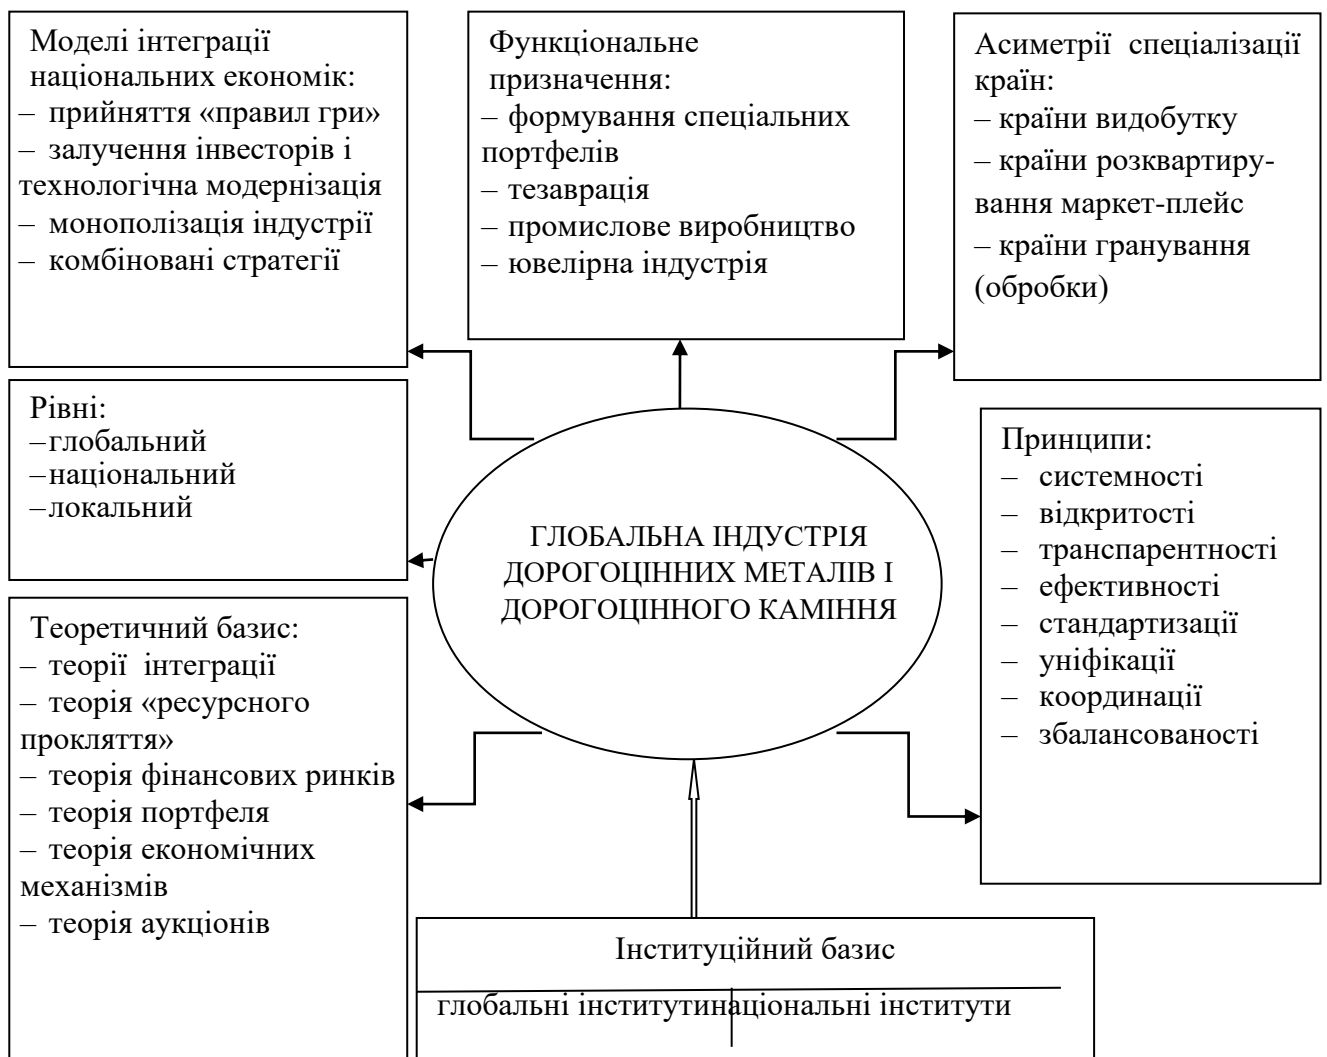 Моделі інтеграції
національних економік:
– прийняття «правил гри»
– залучення інвесторів і
технологічна модернізація
– монополізація індустрії
– комбіновані стратегії
Функціональне
призначення:
– формування спеціальних
портфелів
– тезаврація
– промислове виробництво
– ювелірна індустрія
Асиметрії спеціалізації
країн:
– країни видобутку
– країни розквартиру-
вання маркет-плейс
– країни гранування
(обробки)
Рівні:
–глобальний
–національний
–локальний
ГЛОБАЛЬНА ІНДУСТРІЯ
ДОРОГОЦІННИХ МЕТАЛІВ І
ДОРОГОЦІННОГО КАМІННЯ
Принципи:
– системності
– відкритості
– транспарентності
– ефективності
– стандартизації
– уніфікації
– координації
– збалансованості
Теоретичний базис:
– теорії інтеграції
– теорія «ресурсного
прокляття»
– теорія фінансових ринків
– теорія портфеля
– теорія економічних
механізмів
– теорія аукціонів
Інституційний базис
глобальні інститутинаціональні інститути